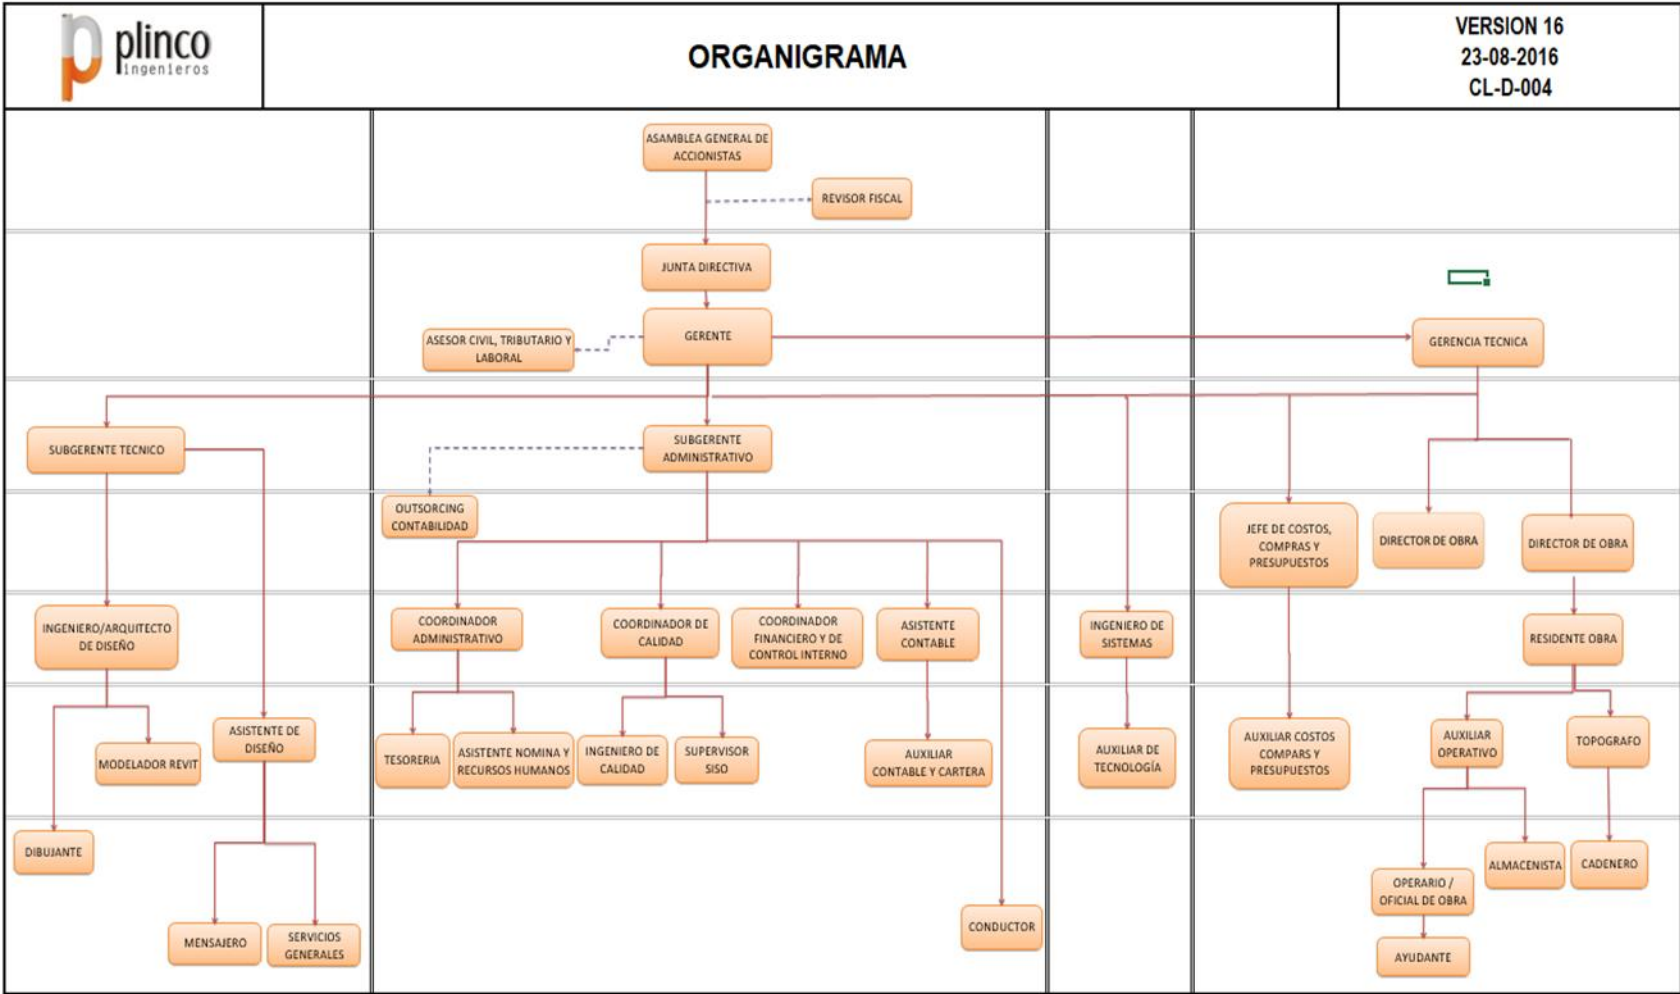 plinco
ingenieros
ORGANIGRAMA
VERSION 16
23-08-2016
CL-D-004
ASAMBLEA GENERAL DE
ACCIONISTAS
REVISOR FISCAL
JUNTA DIRECTIVA
GERENTE
ASESOR CIVIL, TRIBUTARIO Y
LABORAL
GERENCIA TECNICA
SUBGERENTE TECNICO
SUBGERENTE
ADMINISTRATIVO
OUTSORCING
CONTABILIDAD
JEFE DE COSTOS,
COMPRAS Y
PRESUPUESTOS
DIRECTOR DE OBRA
DIRECTOR DE OBRA
INGENIERO/ARQUITECTO
DE DISEÑO
COORDINADOR
ADMINISTRATIVO
COORDINADOR DE
CALIDAD
COORDINADOR
FINANCIERO Y DE
CONTROL INTERNO
ASISTENTE
CONTABLE
INGENIERO DE
SISTEMAS
RESIDENTE OBRA
ASISTENTE DE
DISEÑO
MODELADOR REVIT
TESORERIA
ASISTENTE NOMINA Y
RECURSOS HUMANOS
INGENIERO DE
CALIDAD
SUPERVISOR
SISO
AUXILIAR
CONTABLE Y CARTERA
AUXILIAR DE
TECNOLOGÍA
AUXILIAR COSTOS
COMPARS Y
PRESUPUESTOS
AUXILIAR
OPERATIVO
TOPOGRAFO
DIBUJANTE
ALMACENISTA
CADENERO
OPERARIO /
OFICIAL DE OBRA
MENSAJERO
SERVICIOS
GENERALES
CONDUCTOR
AYUDANTE